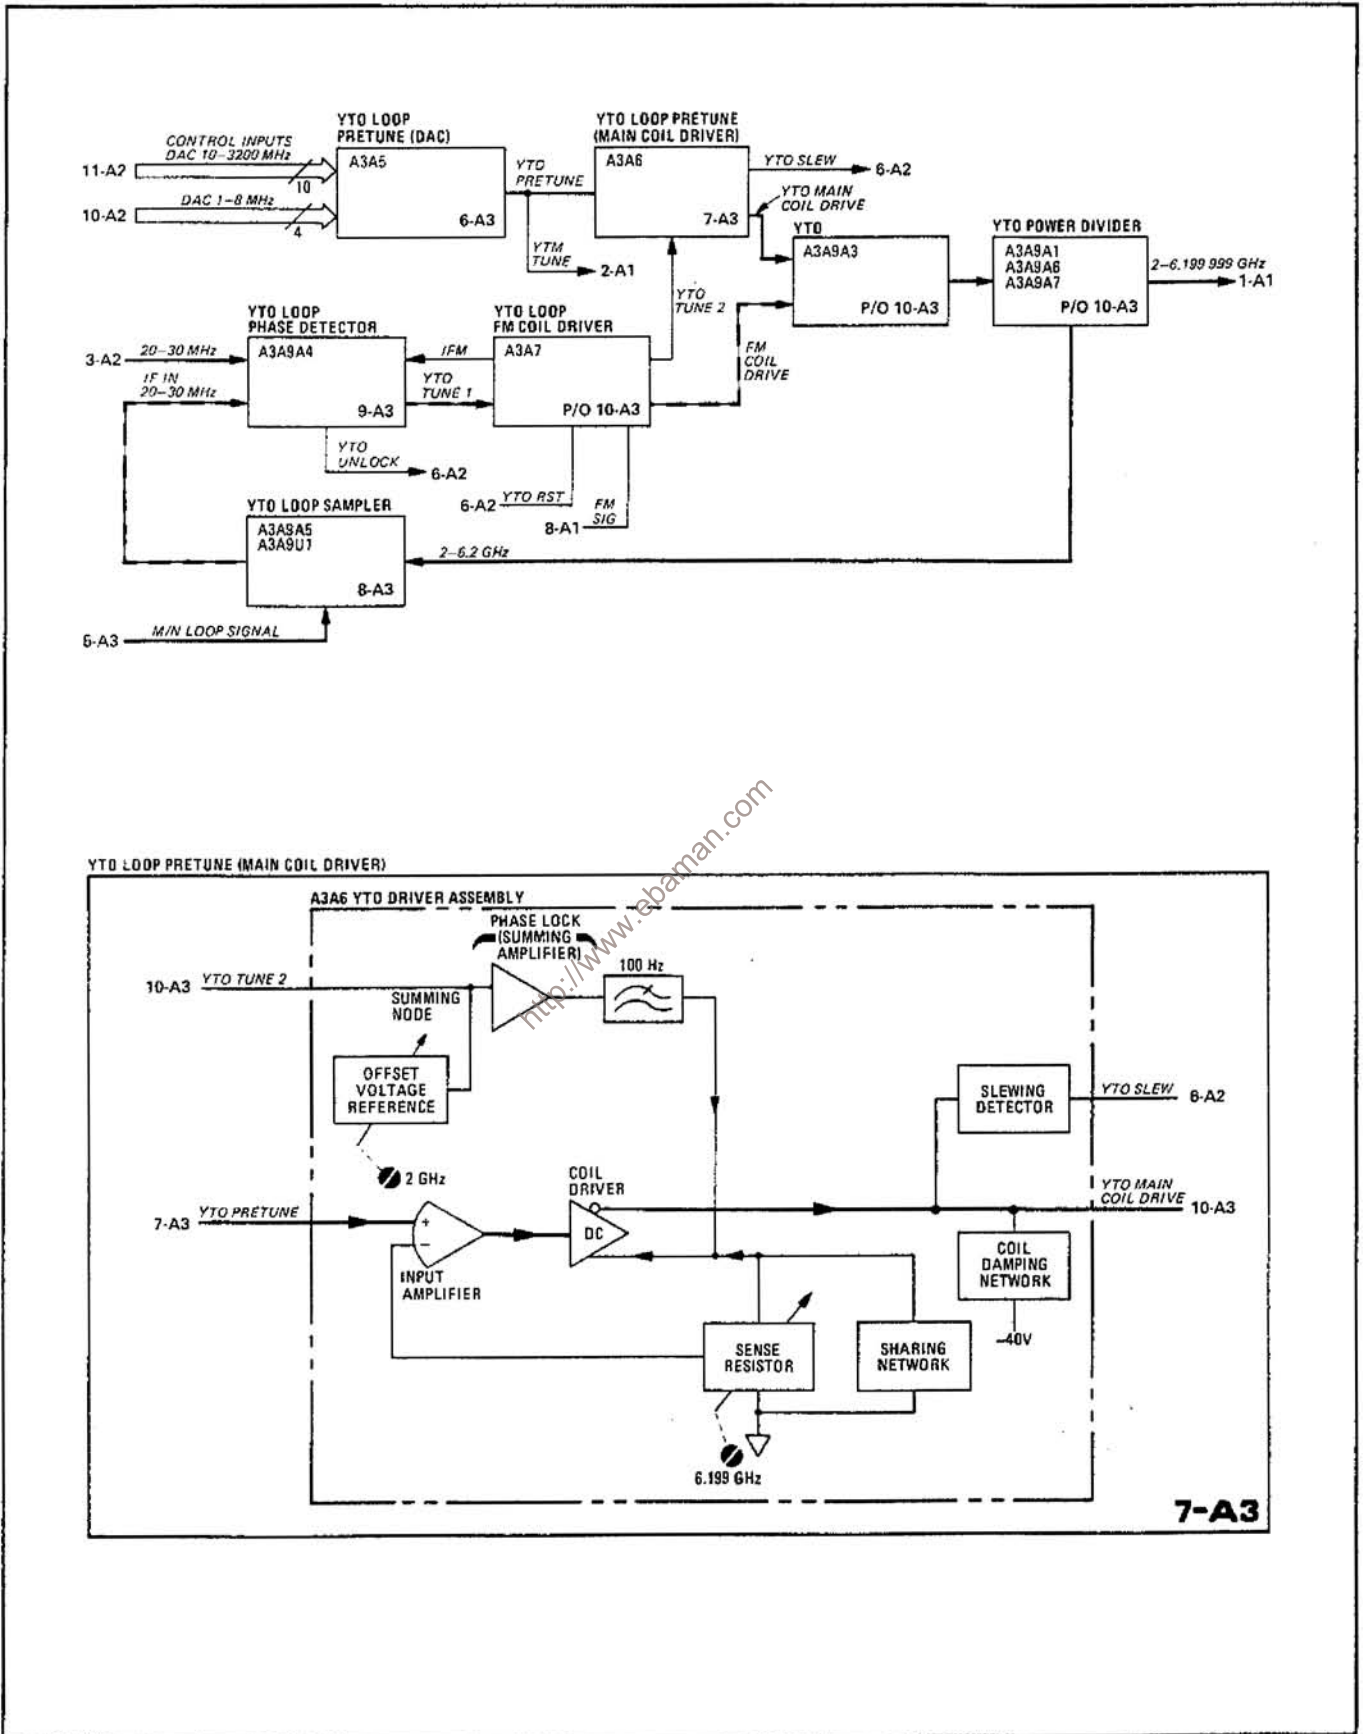 YTO LOOP
PRETUNE (DAC)
YTO LOOP PRETUNE
(MAIN COIL DRIVER)
CONTROL INPUTS
DAC 10–3200 MHz
11-A2
10
A3A5
6-A3
YTO
PRETUNE
A3A6
7-A3
YTO SLEW
6-A2
YTO MAIN
COIL DRIVE
DAC 1–8 MHz
10-A2
4
YTM
TUNE
2-A1
YTO
A3A9A3
P/O 10-A3
YTO POWER DIVIDER
A3A9A1
A3A9A6
A3A9A7
P/O 10-A3
2–6.199 999 GHz
1-A1
YTO
TUNE 2
YTO LOOP
PHASE DETECTOR
YTO LOOP
FM COIL DRIVER
3-A2
20–30 MHz
IF IN
20–30 MHz
A3A9A4
9-A3
IFM
YTO
TUNE 1
A3A7
P/O 10-A3
FM
COIL
DRIVE
YTO
UNLOCK
6-A2
6-A2
YTO RST
8-A1
FM
SIG
YTO LOOP SAMPLER
A3A9A5
A3A9U1
8-A3
2–6.2 GHz
M/N LOOP SIGNAL
5-A3
http://www.ebaman.com
YTO LOOP PRETUNE (MAIN COIL DRIVER)
A3A6 YTO DRIVER ASSEMBLY
PHASE LOCK
(SUMMING
AMPLIFIER)
100 Hz
10-A3
YTO TUNE 2
SUMMING
NODE
OFFSET
VOLTAGE
REFERENCE
2 GHz
SLEWING
DETECTOR
YTO SLEW
6-A2
COIL
DRIVER
DC
YTO MAIN
COIL DRIVE
10-A3
7-A3
YTO PRETUNE
+
–
INPUT
AMPLIFIER
COIL
DAMPING
NETWORK
–40V
SENSE
RESISTOR
SHARING
NETWORK
6.199 GHz
7-A3